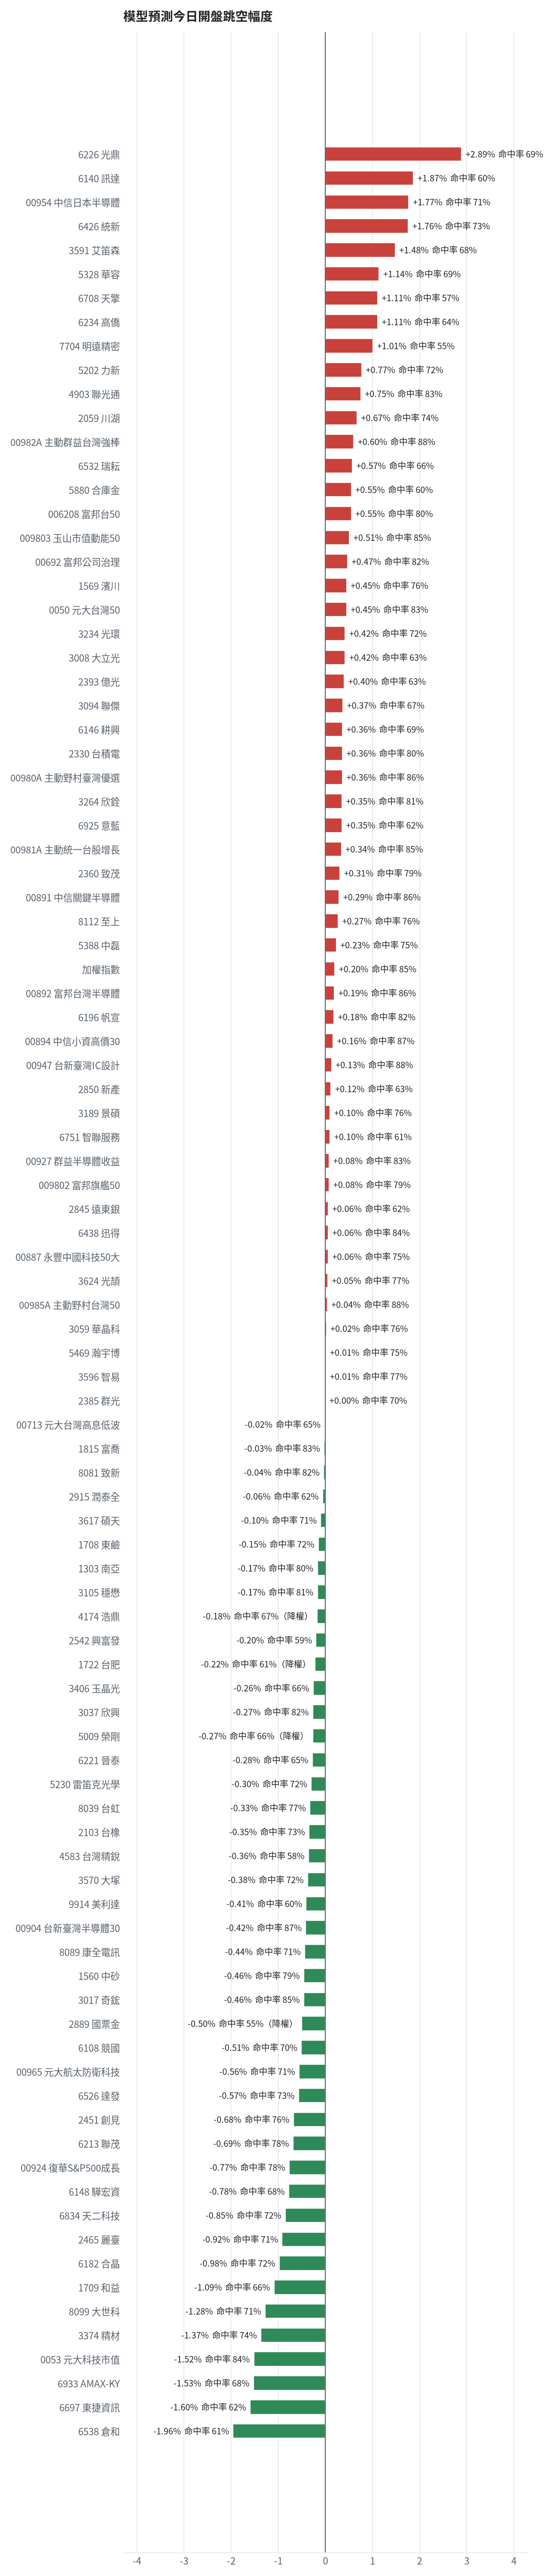 模型預測今日開盤跳空幅度
6226 光鼎 +2.89% 命中率 69%
6140 訊達 +1.87% 命中率 60%
00954 中信日本半導體 +1.77% 命中率 71%
6426 統新 +1.76% 命中率 73%
3591 艾笛森 +1.48% 命中率 68%
5328 華容 +1.14% 命中率 69%
6708 天擎 +1.11% 命中率 57%
6234 高僑 +1.11% 命中率 64%
7704 明遠精密 +1.01% 命中率 55%
5202 力新 +0.77% 命中率 72%
4903 聯光通 +0.75% 命中率 83%
2059 川湖 +0.67% 命中率 74%
00982A 主動群益台灣強棒 +0.60% 命中率 88%
6532 瑞耘 +0.57% 命中率 66%
5880 合庫金 +0.55% 命中率 60%
006208 富邦台50 +0.55% 命中率 80%
009803 玉山市值動能50 +0.51% 命中率 85%
00692 富邦公司治理 +0.47% 命中率 82%
1569 濱川 +0.45% 命中率 76%
0050 元大台灣50 +0.45% 命中率 83%
3234 光環 +0.42% 命中率 72%
3008 大立光 +0.42% 命中率 63%
2393 億光 +0.40% 命中率 63%
3094 聯傑 +0.37% 命中率 67%
6146 耕興 +0.36% 命中率 69%
2330 台積電 +0.36% 命中率 80%
00980A 主動野村臺灣優選 +0.36% 命中率 86%
3264 欣銓 +0.35% 命中率 81%
6925 意藍 +0.35% 命中率 62%
00981A 主動統一台股增長 +0.34% 命中率 85%
2360 致茂 +0.31% 命中率 79%
00891 中信關鍵半導體 +0.29% 命中率 86%
8112 至上 +0.27% 命中率 76%
5388 中磊 +0.23% 命中率 75%
加權指數 +0.20% 命中率 85%
00892 富邦台灣半導體 +0.19% 命中率 86%
6196 帆宣 +0.18% 命中率 82%
00894 中信小資高價30 +0.16% 命中率 87%
00947 台新臺灣IC設計 +0.13% 命中率 88%
2850 新產 +0.12% 命中率 63%
3189 景碩 +0.10% 命中率 76%
6751 智聯服務 +0.10% 命中率 61%
00927 群益半導體收益 +0.08% 命中率 83%
009802 富邦旗艦50 +0.08% 命中率 79%
2845 遠東銀 +0.06% 命中率 62%
6438 迅得 +0.06% 命中率 84%
00887 永豐中國科技50大 +0.06% 命中率 75%
3624 光頡 +0.05% 命中率 77%
00985A 主動野村台灣50 +0.04% 命中率 88%
3059 華晶科 +0.02% 命中率 76%
5469 瀚宇博 +0.01% 命中率 75%
3596 智易 +0.01% 命中率 77%
2385 群光 +0.00% 命中率 70%
00713 元大台灣高息低波 -0.02% 命中率 65%
1815 富喬 -0.03% 命中率 83%
8081 致新 -0.04% 命中率 82%
2915 潤泰全 -0.06% 命中率 62%
3617 碩天 -0.10% 命中率 71%
1708 東鹼 -0.15% 命中率 72%
1303 南亞 -0.17% 命中率 80%
3105 穩懋 -0.17% 命中率 81%
4174 浩鼎 -0.18% 命中率 67%（降權）
2542 興富發 -0.20% 命中率 59%
1722 台肥 -0.22% 命中率 61%（降權）
3406 玉晶光 -0.26% 命中率 66%
3037 欣興 -0.27% 命中率 82%
5009 榮剛 -0.27% 命中率 66%（降權）
6221 晉泰 -0.28% 命中率 65%
5230 雷笛克光學 -0.30% 命中率 72%
8039 台虹 -0.33% 命中率 77%
2103 台橡 -0.35% 命中率 73%
4583 台灣精銳 -0.36% 命中率 58%
3570 大塚 -0.38% 命中率 72%
9914 美利達 -0.41% 命中率 60%
00904 台新臺灣半導體30 -0.42% 命中率 87%
8089 康全電訊 -0.44% 命中率 71%
1560 中砂 -0.46% 命中率 79%
3017 奇鋐 -0.46% 命中率 85%
2889 國票金 -0.50% 命中率 55%（降權）
6108 競國 -0.51% 命中率 70%
00965 元大航太防衛科技 -0.56% 命中率 71%
6526 達發 -0.57% 命中率 73%
2451 創見 -0.68% 命中率 76%
6213 聯茂 -0.69% 命中率 78%
00924 復華S&P500成長 -0.77% 命中率 78%
6148 驊宏資 -0.78% 命中率 68%
6834 天二科技 -0.85% 命中率 72%
2465 麗臺 -0.92% 命中率 71%
6182 合晶 -0.98% 命中率 72%
1709 和益 -1.09% 命中率 66%
8099 大世科 -1.28% 命中率 71%
3374 精材 -1.37% 命中率 74%
0053 元大科技市值 -1.52% 命中率 84%
6933 AMAX-KY -1.53% 命中率 68%
6697 東捷資訊 -1.60% 命中率 62%
6538 倉和 -1.96% 命中率 61%
-4 -3 -2 -1 0 1 2 3 4